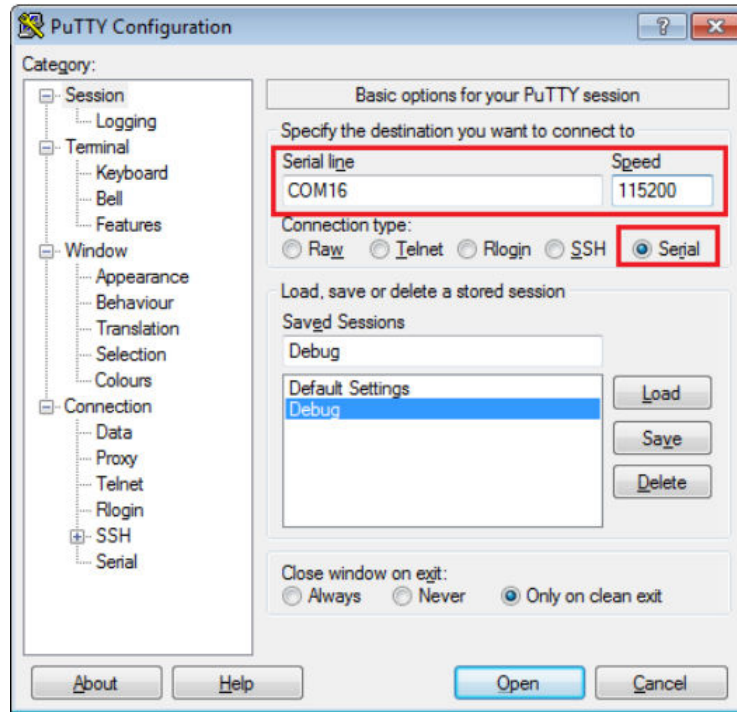 PuTTY Configuration
Category:
Session
Logging
Terminal
Keyboard
Bell
Features
Window
Appearance
Behaviour
Translation
Selection
Colours
Connection
Data
Proxy
Telnet
Rlogin
SSH
Serial
Basic options for your PuTTY session
Specify the destination you want to connect to
Serial line Speed
COM16 115200
Connection type:
Raw Telnet Rlogin SSH Serial
Load, save or delete a stored session
Saved Sessions
Debug
Default Settings
Debug
Load
Save
Delete
Close window on exit:
Always Never Only on clean exit
About Help Open Cancel